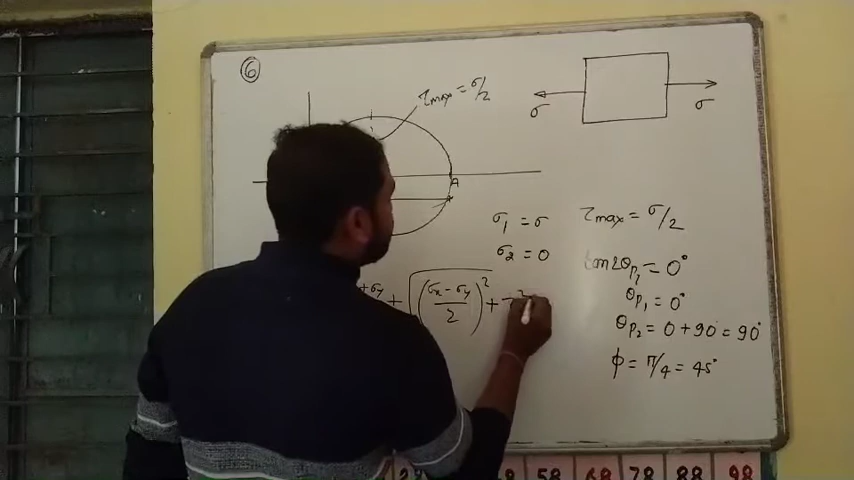 6
τmax = σ/2
σ
σ
A
σ₁ = σ
σ₂ = 0
τmax = σ/2
tan2θp₁ = 0°
θp₁ = 0°
θp₂ = 0 + 90° = 90°
φ = π/4 = 45°
+σy + √((σx - σy)/2)² + τ²
58 68 78 88 98